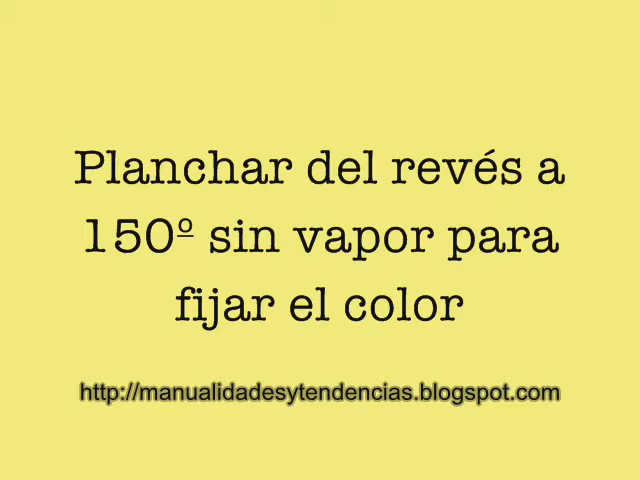 Planchar del revés a
150º sin vapor para
fijar el color
http://manualidadesytendencias.blogspot.com